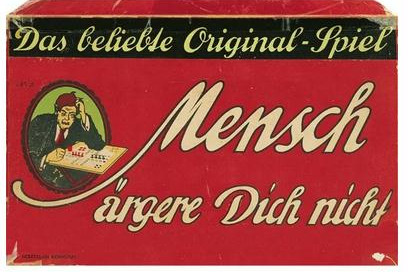 Das beliebte Original-Spiel
Mensch
ärgere Dich nicht